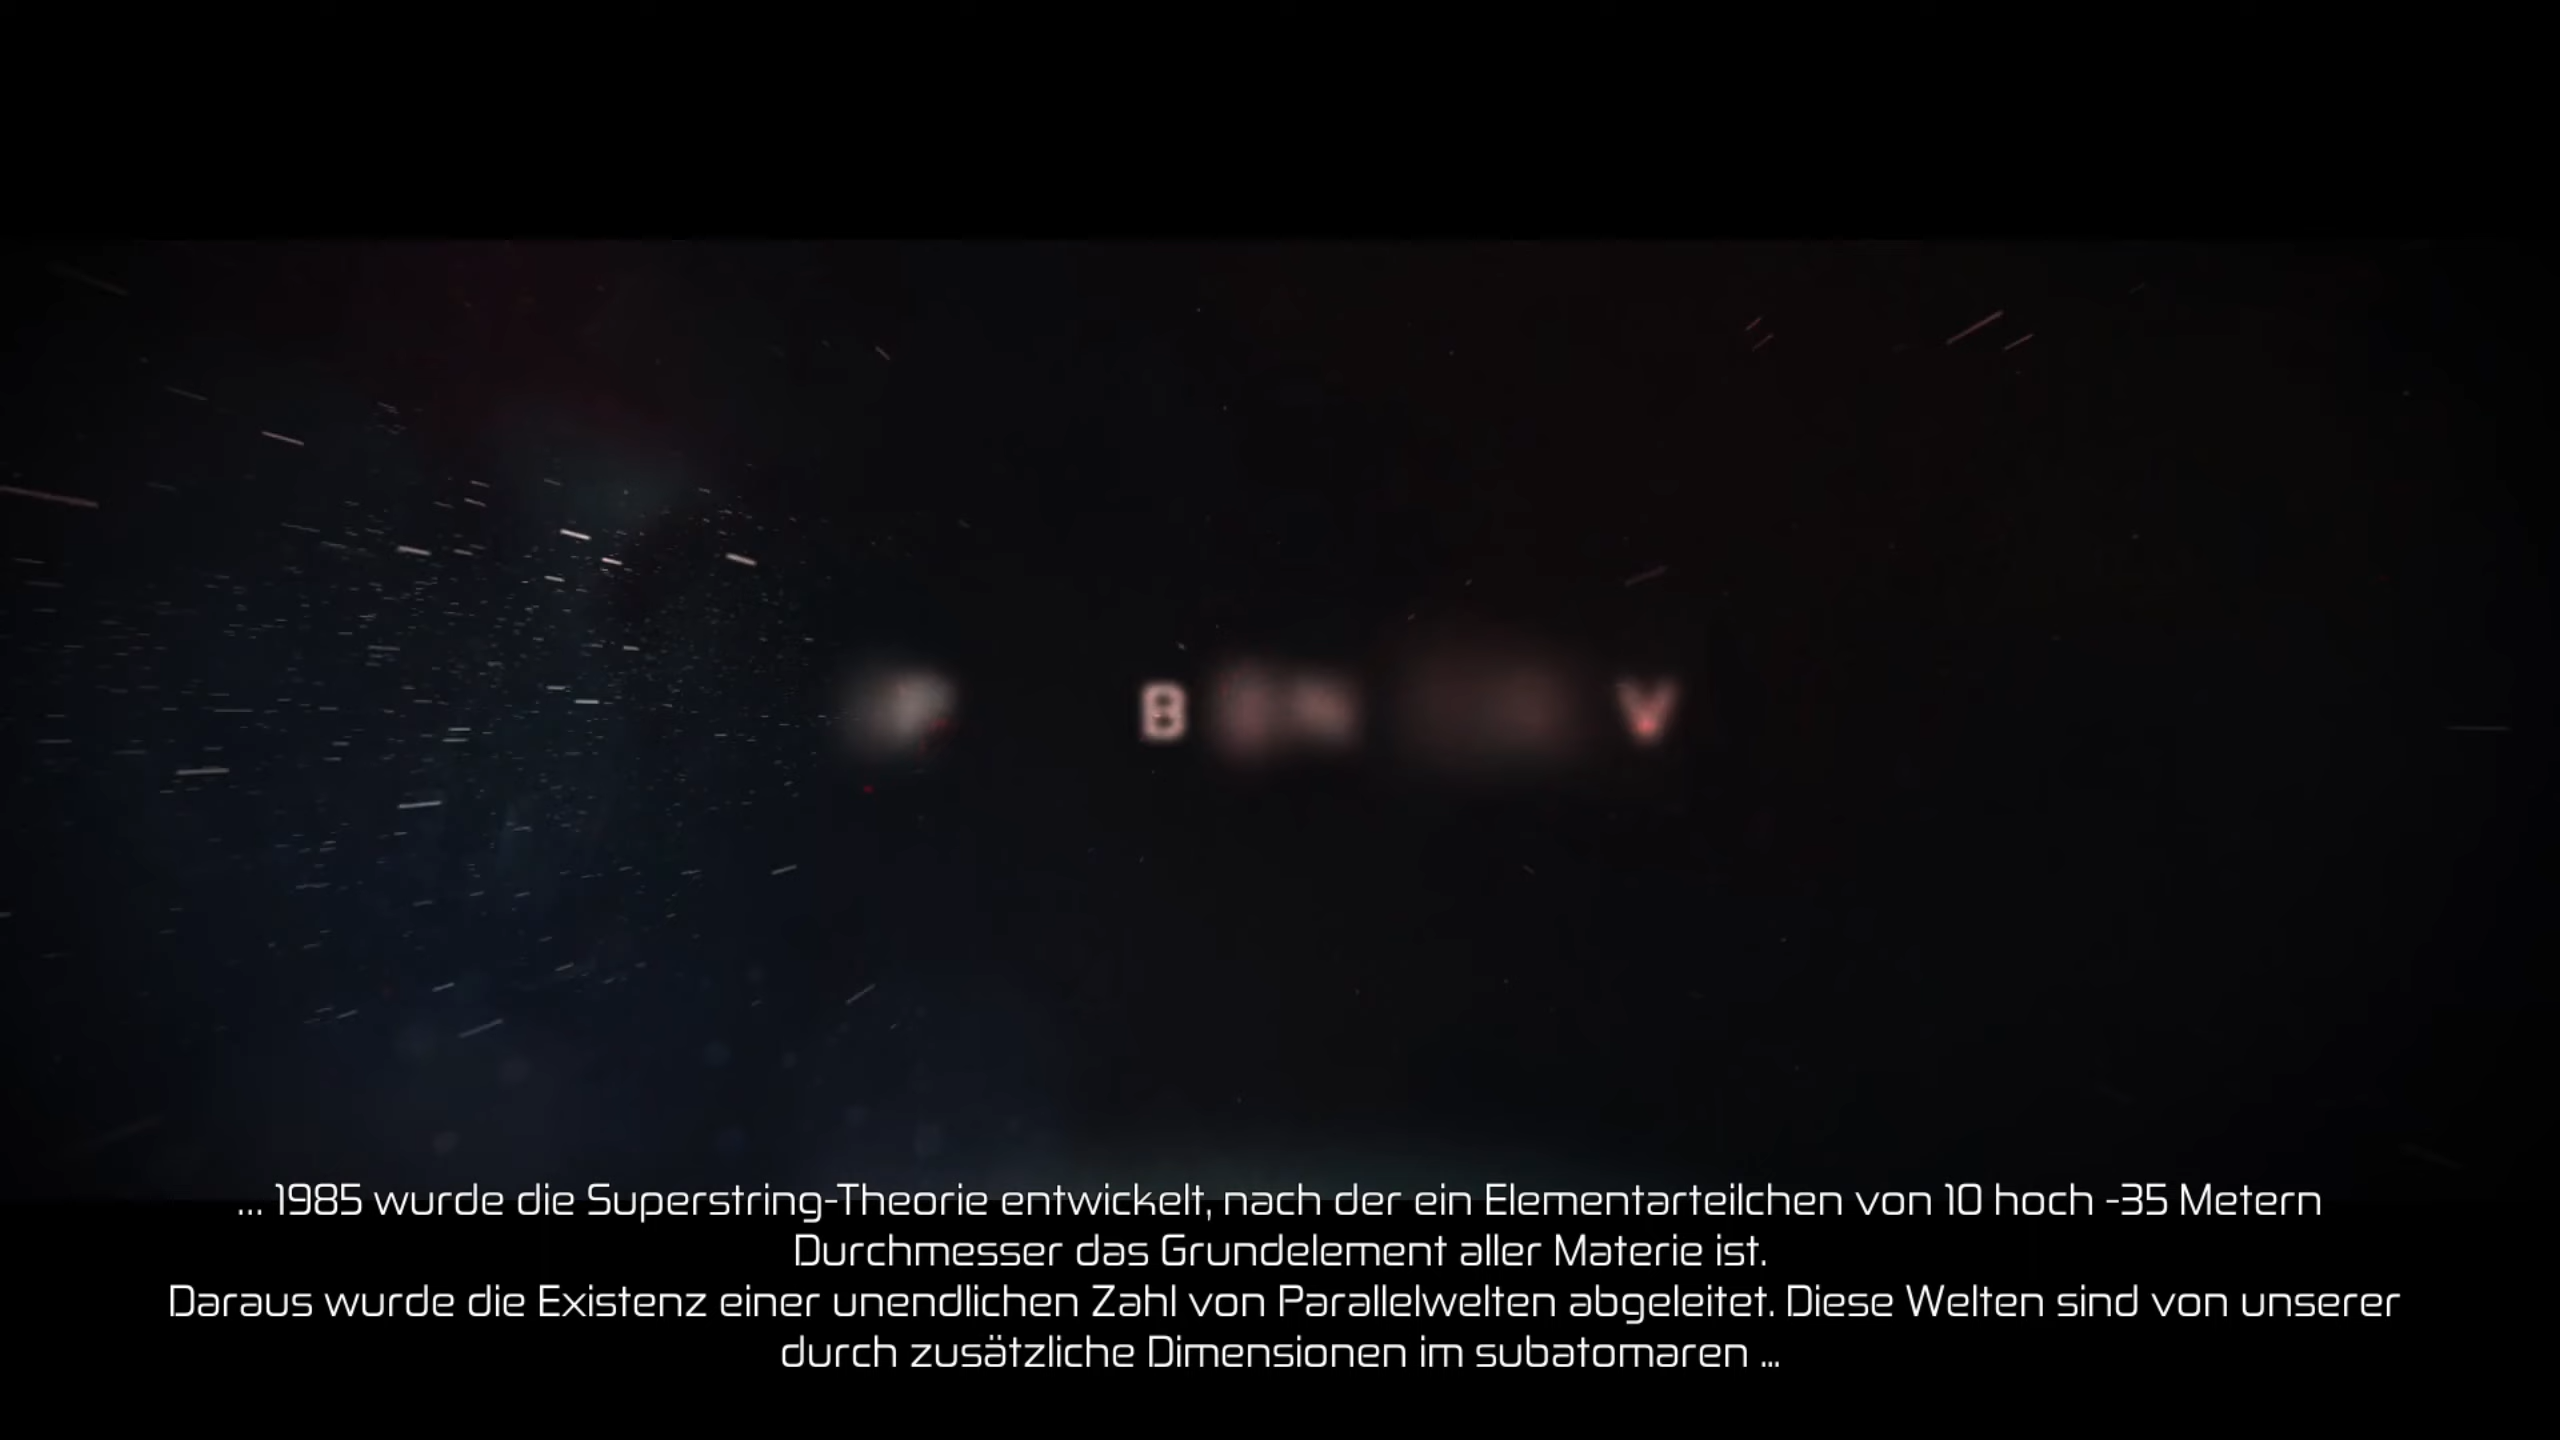 B V
... 1985 wurde die Superstring-Theorie entwickelt, nach der ein Elementarteilchen von 10 hoch -35 Metern
Durchmesser das Grundelement aller Materie ist.
Daraus wurde die Existenz einer unendlichen Zahl von Parallelwelten abgeleitet. Diese Welten sind von unserer
durch zusätzliche Dimensionen im subatomaren ...